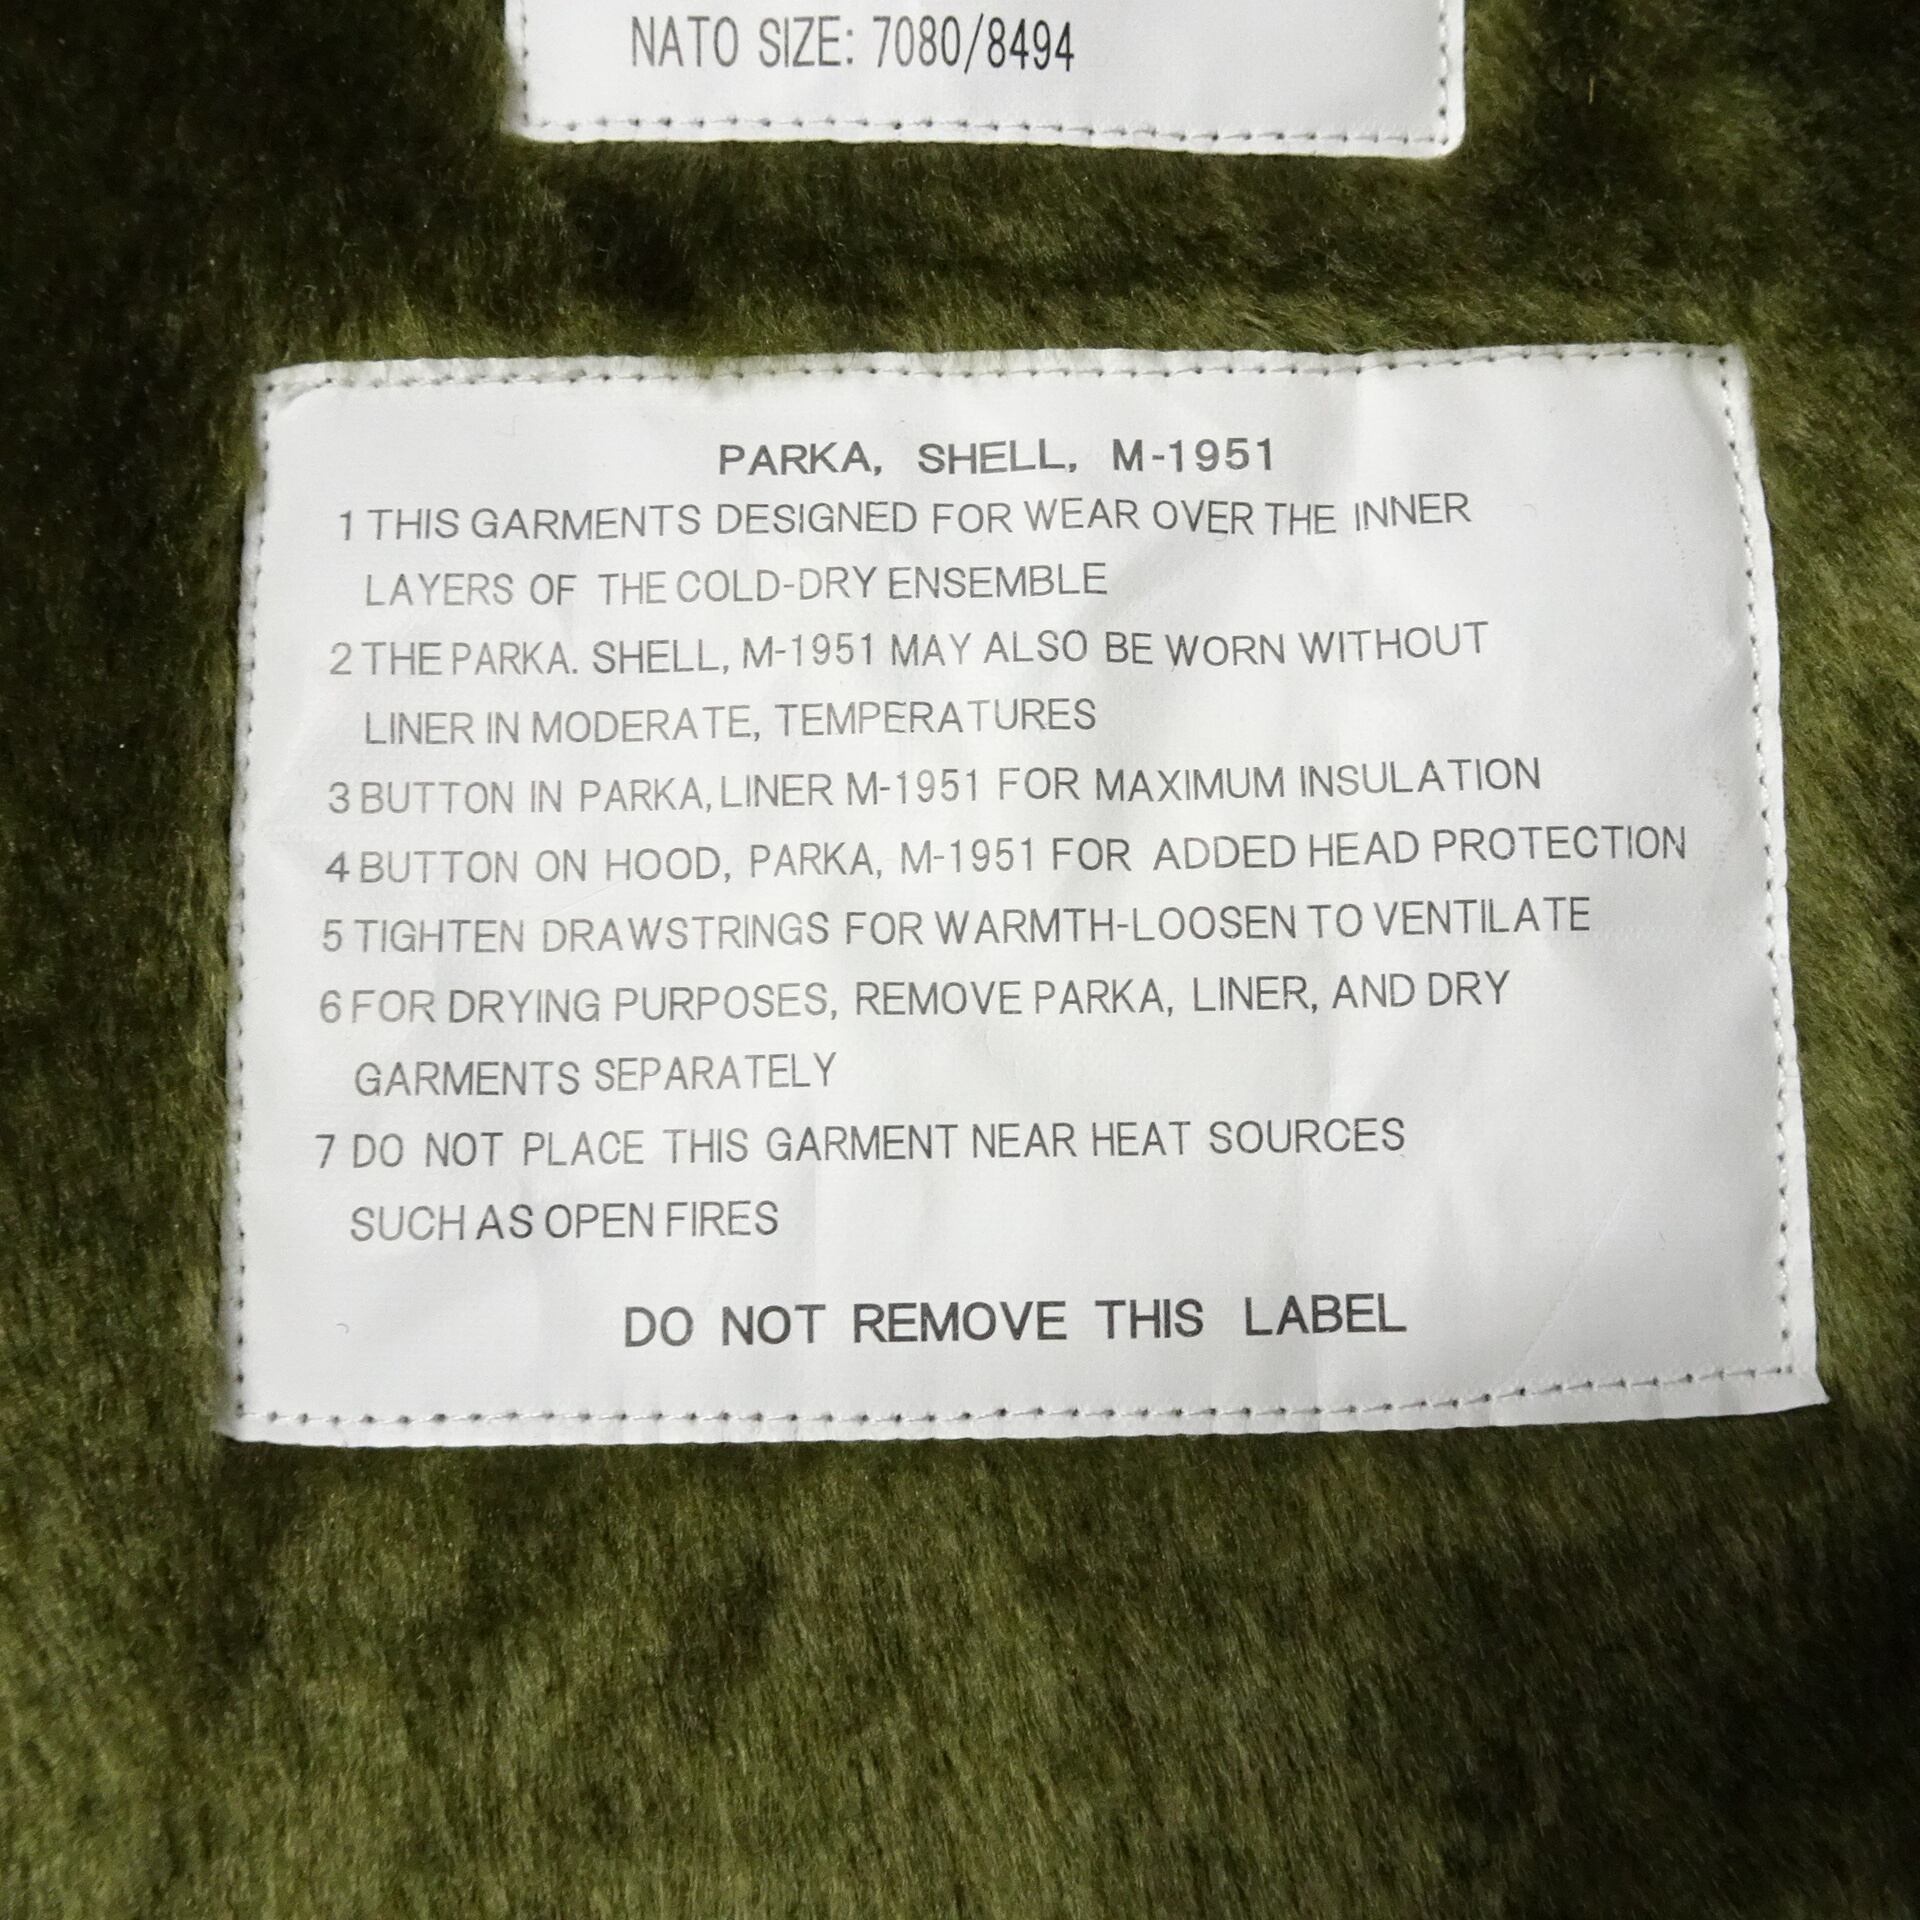 NATO SIZE: 7080/8494
PARKA, SHELL, M-1951
1 THIS GARMENTS DESIGNED FOR WEAR OVER THE INNER
LAYERS OF THE COLD-DRY ENSEMBLE
2 THE PARKA. SHELL, M-1951 MAY ALSO BE WORN WITHOUT
LINER IN MODERATE, TEMPERATURES
3 BUTTON IN PARKA, LINER M-1951 FOR MAXIMUM INSULATION
4 BUTTON ON HOOD, PARKA, M-1951 FOR ADDED HEAD PROTECTION
5 TIGHTEN DRAWSTRINGS FOR WARMTH-LOOSEN TO VENTILATE
6 FOR DRYING PURPOSES, REMOVE PARKA, LINER, AND DRY
GARMENTS SEPARATELY
7 DO NOT PLACE THIS GARMENT NEAR HEAT SOURCES
SUCH AS OPEN FIRES
DO NOT REMOVE THIS LABEL